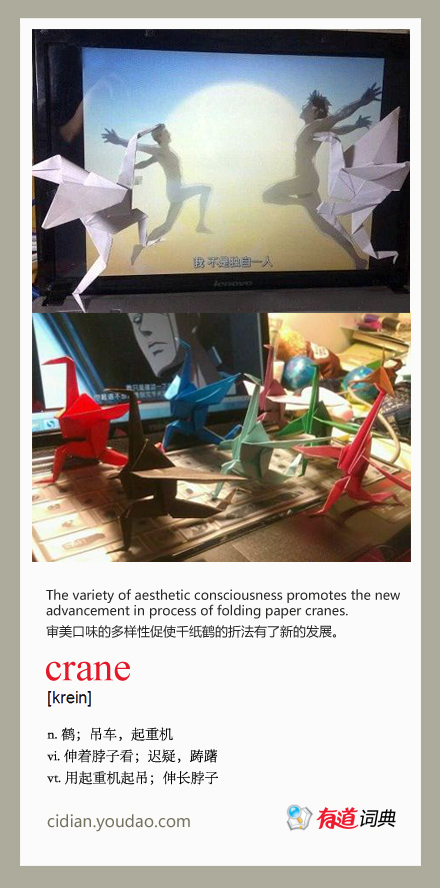 我 不是独自一人
lenovo
The variety of aesthetic consciousness promotes the new
advancement in process of folding paper cranes.
审美口味的多样性促使千纸鹤的折法有了新的发展。
crane
[krein]
n. 鹤；吊车，起重机
vi. 伸着脖子看；迟疑，踌躇
vt. 用起重机起吊；伸长脖子
cidian.youdao.com
有道词典